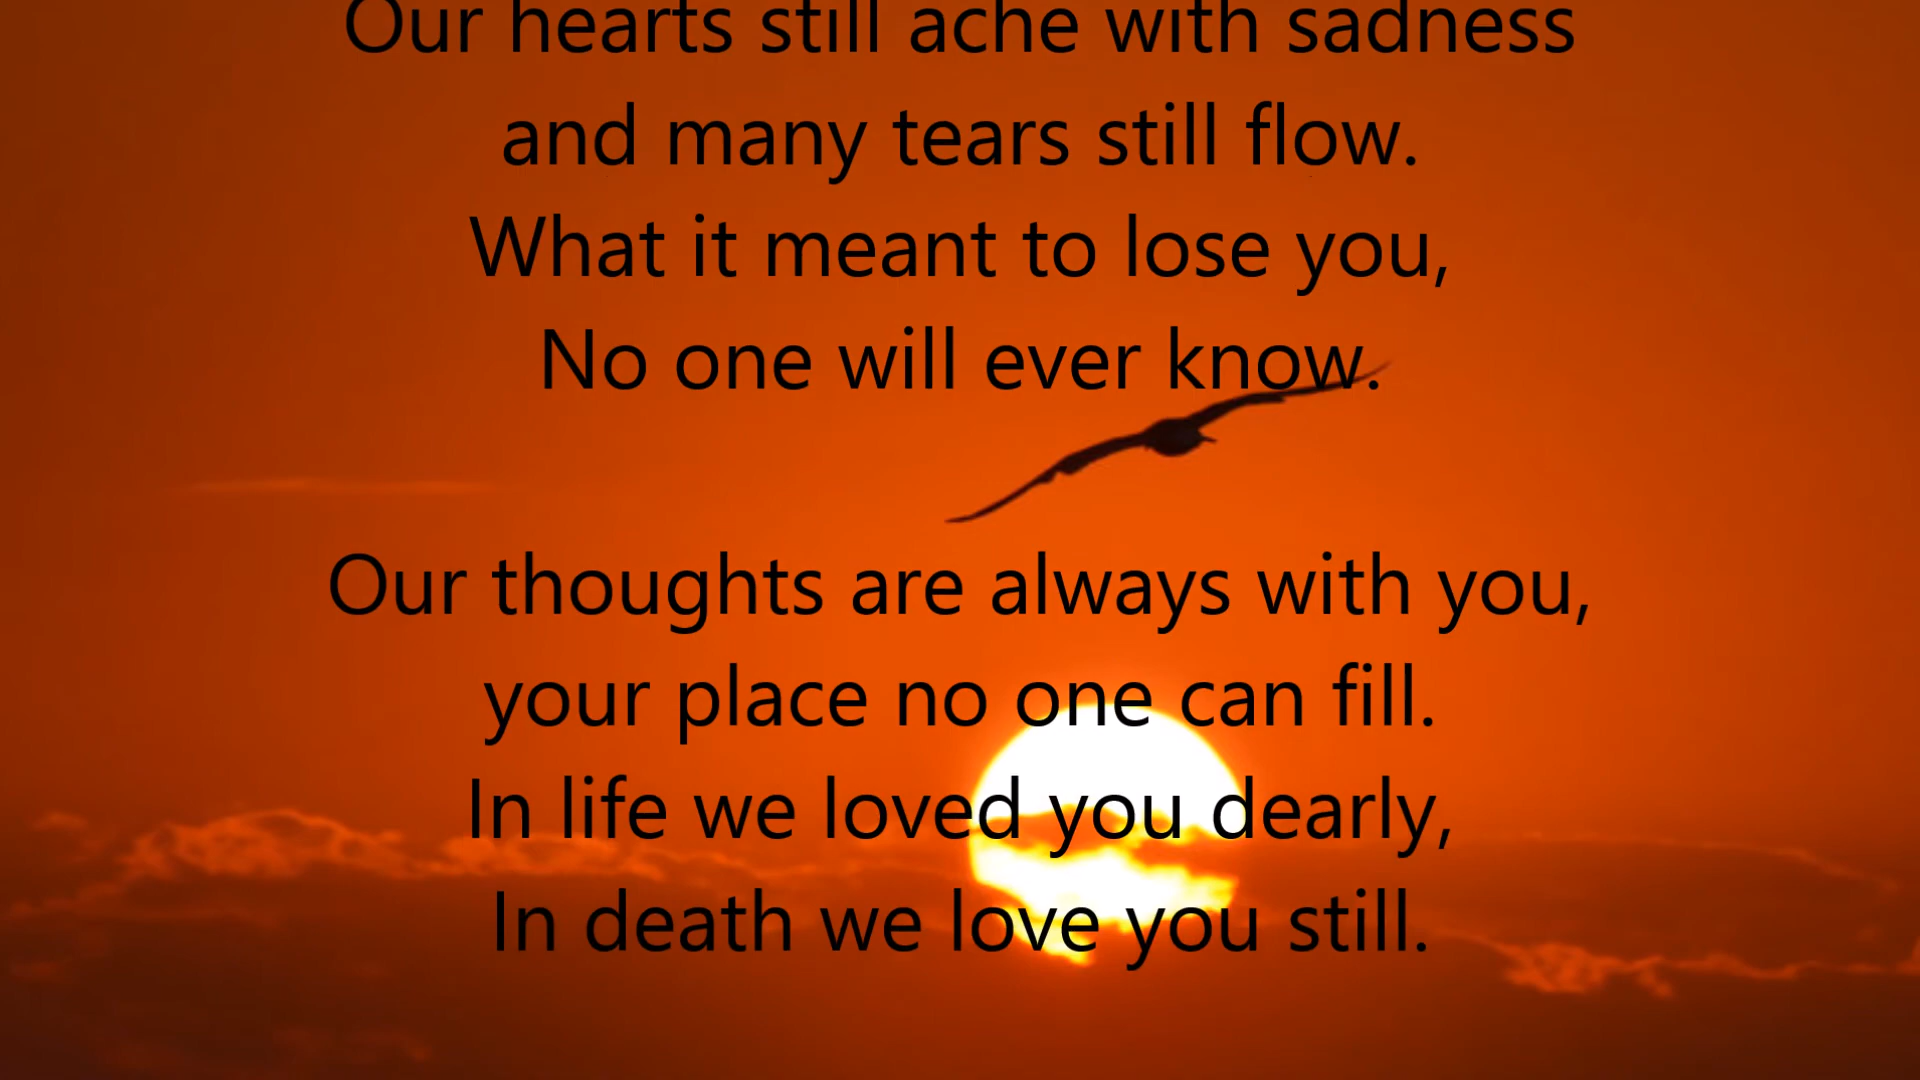 Our hearts still ache with sadness
and many tears still flow.
What it meant to lose you,
No one will ever know.
Our thoughts are always with you,
your place no one can fill.
In life we loved you dearly,
In death we love you still.